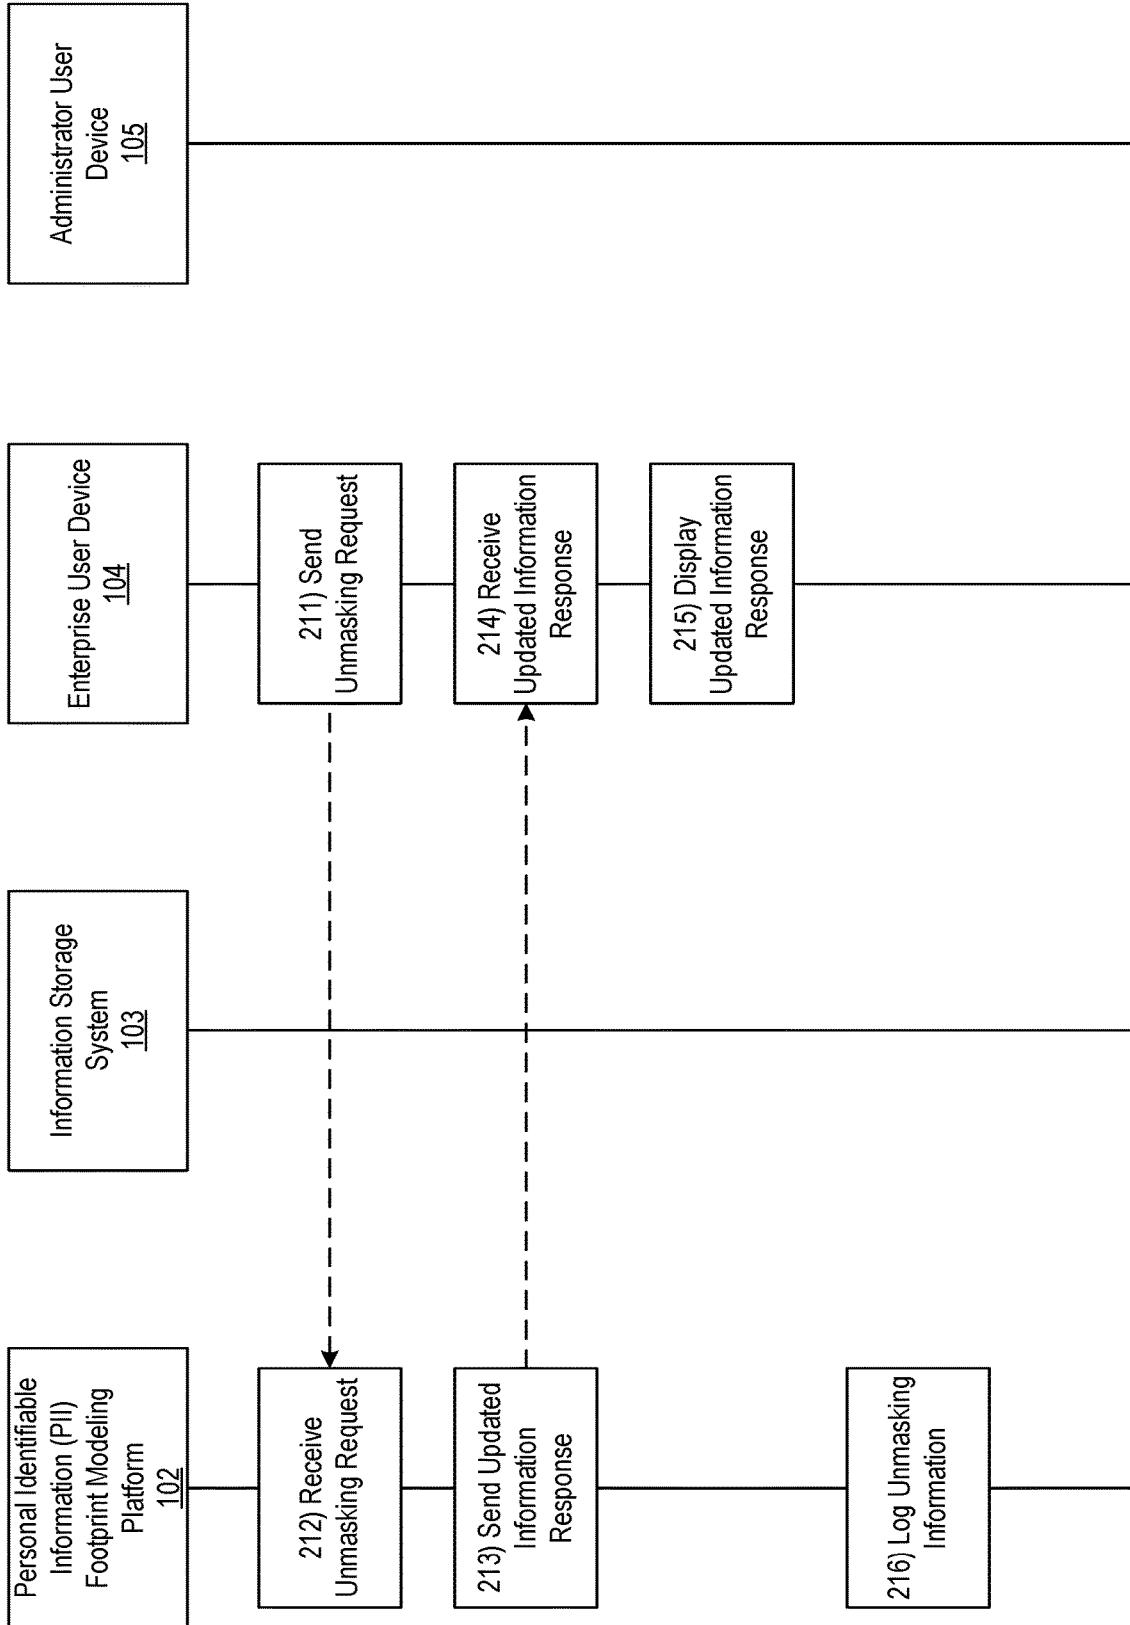 Personal Identifiable
Information (PII)
Footprint Modeling
Platform
102
Information Storage
System
103
Enterprise User Device
104
Administrator User
Device
105
211) Send
Unmasking Request
212) Receive
Unmasking Request
213) Send Updated
Information
Response
214) Receive
Updated Information
Response
215) Display
Updated Information
Response
216) Log Unmasking
Information